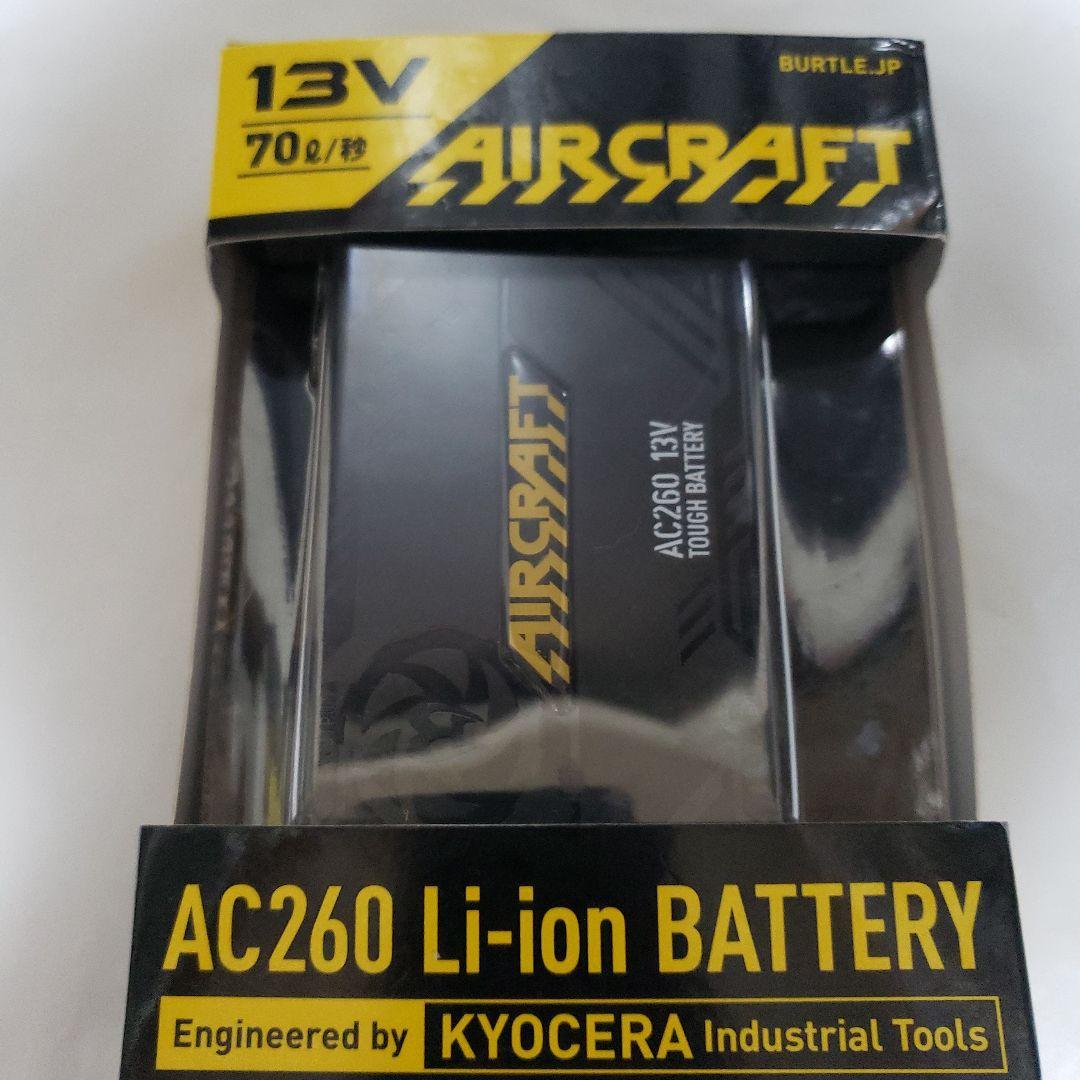 13V
70ℓ/秒
BURTLE.JP
AIRCRAFT
AIRCRAFT
AC260 13V
TOUGH BATTERY
AC260 Li-ion BATTERY
Engineered by KYOCERA Industrial Tools